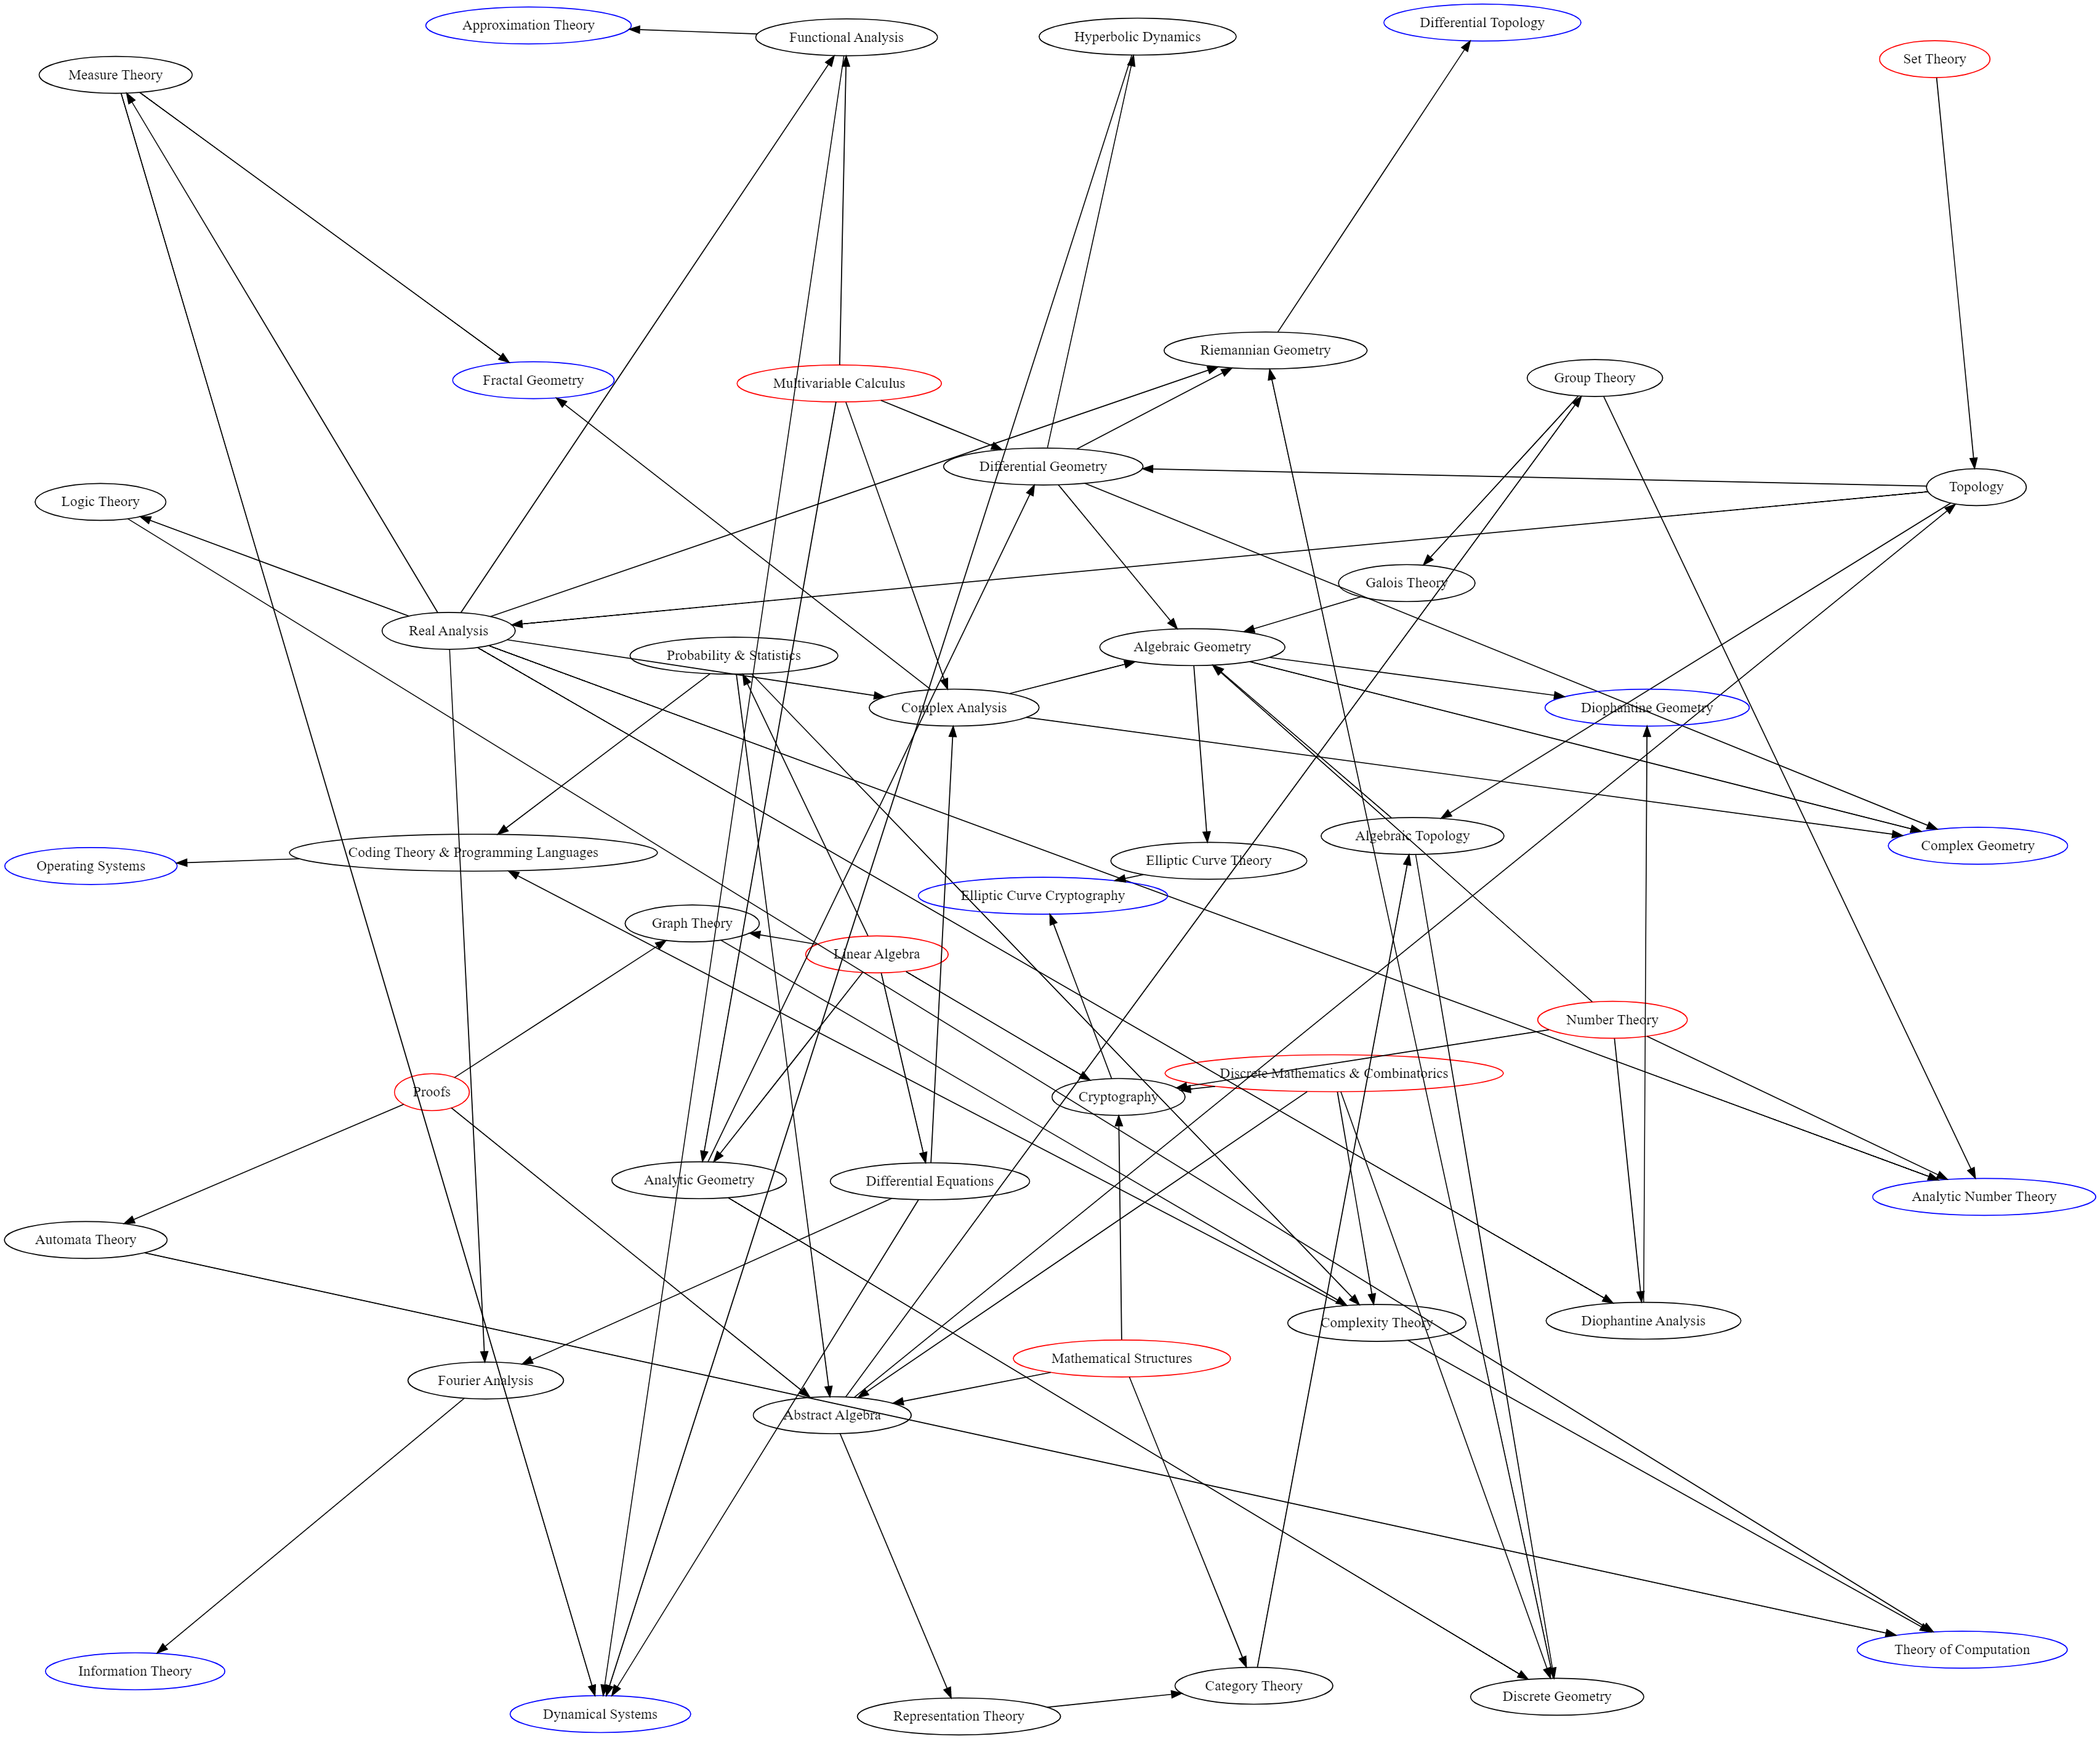 Approximation Theory
Functional Analysis
Hyperbolic Dynamics
Differential Topology
Set Theory
Measure Theory
Riemannian Geometry
Group Theory
Fractal Geometry
Multivariable Calculus
Differential Geometry
Topology
Logic Theory
Galois Theory
Real Analysis
Probability & Statistics
Algebraic Geometry
Complex Analysis
Diophantine Geometry
Algebraic Topology
Complex Geometry
Coding Theory & Programming Languages
Operating Systems
Elliptic Curve Theory
Elliptic Curve Cryptography
Graph Theory
Linear Algebra
Number Theory
Discrete Mathematics & Combinatorics
Proofs
Cryptography
Analytic Geometry
Differential Equations
Analytic Number Theory
Automata Theory
Diophantine Analysis
Complexity Theory
Mathematical Structures
Fourier Analysis
Abstract Algebra
Theory of Computation
Information Theory
Category Theory
Discrete Geometry
Dynamical Systems
Representation Theory